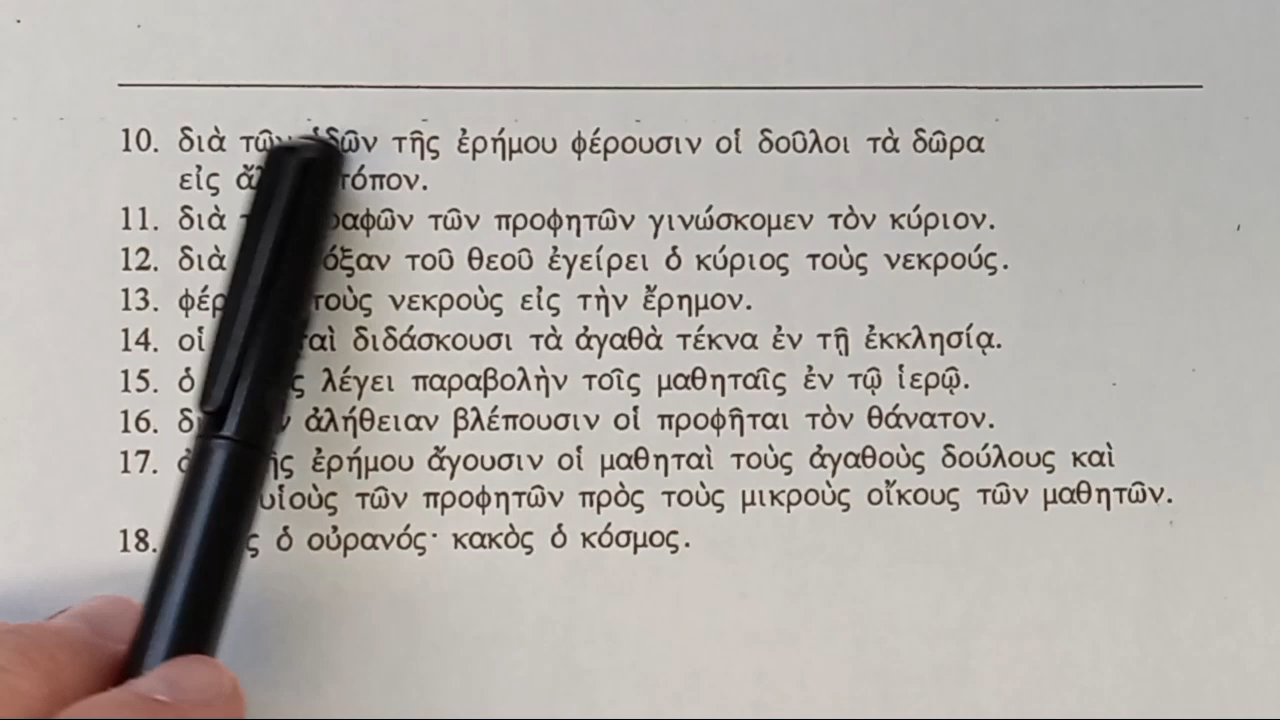 10. διὰ τῶν ὁδῶν τῆς ἐρήμου φέρουσιν οἱ δοῦλοι τὰ δῶρα
εἰς τόπον.
11. διὰ τῶν προφητῶν γινώσκομεν τὸν κύριον.
12. διὰ τοῦ θεοῦ ἐγείρει ὁ κύριος τοὺς νεκρούς.
13. τοὺς νεκροὺς εἰς τὴν ἔρημον.
14. οἱ διδάσκουσι τὰ ἀγαθὰ τέκνα ἐν τῇ ἐκκλησίᾳ.
15. ὁ λέγει παραβολὴν τοῖς μαθηταῖς ἐν τῷ ἱερῷ.
16. ἀλήθειαν βλέπουσιν οἱ προφῆται τὸν θάνατον.
17. ἐρήμου ἄγουσιν οἱ μαθηταὶ τοὺς ἀγαθοὺς δούλους καὶ
υἱοὺς τῶν προφητῶν πρὸς τοὺς μικροὺς οἴκους τῶν μαθητῶν.
18. ὁ οὐρανός· κακὸς ὁ κόσμος.